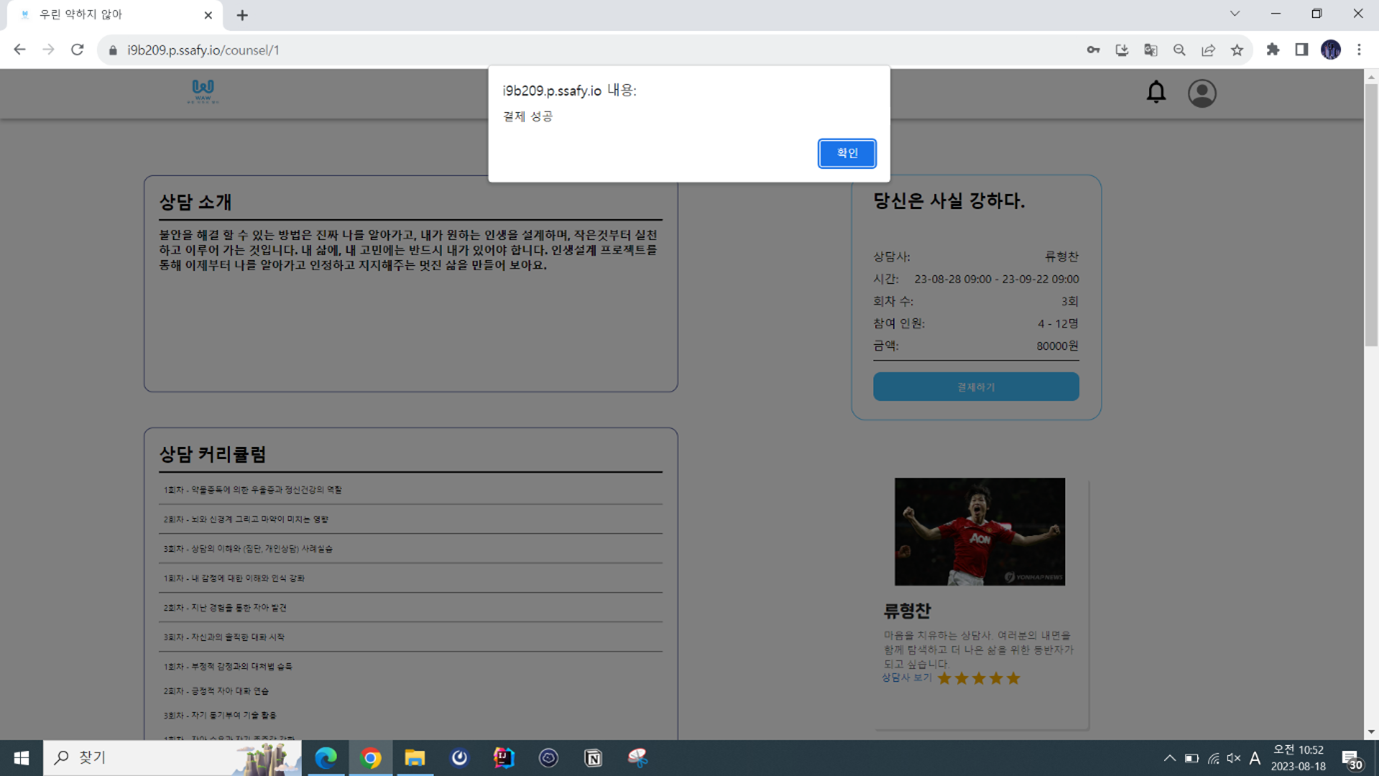 우린 약하지 않아
i9b209.p.ssafy.io/counsel/1
i9b209.p.ssafy.io 내용:
결제 성공
확인
WAW
상담 소개
불안을 해결 할 수 있는 방법은 진짜 나를 알아가고, 내가 원하는 인생을 설계하며, 작은것부터 실천
하고 이루어 가는 것입니다. 내 삶에, 내 고민에는 반드시 내가 있어야 합니다. 인생설계 프로젝트를
통해 이제부터 나를 알아가고 인정하고 지지해주는 멋진 삶을 만들어 보아요.
당신은 사실 강하다.
상담사: 류형찬
시간: 23-08-28 09:00 - 23-09-22 09:00
회차 수: 3회
참여 인원: 4 - 12명
금액: 80000원
결제하기
상담 커리큘럼
1회차 - 약물중독에 의한 우울증과 정신건강의 역할
2회차 - 뇌와 신경계 그리고 마약이 미치는 영향
3회차 - 상담의 이해와 (집단, 개인상담) 사례실습
1회차 - 내 감정에 대한 이해와 인식 강화
2회차 - 지난 경험을 통한 자아 발견
3회차 - 자신과의 솔직한 대화 시작
1회차 - 부정적 감정과의 대처법 습득
2회차 - 긍정적 자아 대화 연습
3회차 - 자기 동기부여 기술 활용
AON
YONHAPNEWS
류형찬
마음을 치유하는 상담사. 여러분의 내면을
함께 탐색하고 더 나은 삶을 위한 동반자가
되고 싶습니다.
상담사 보기
찾기
A
오전 10:52
2023-08-18
30